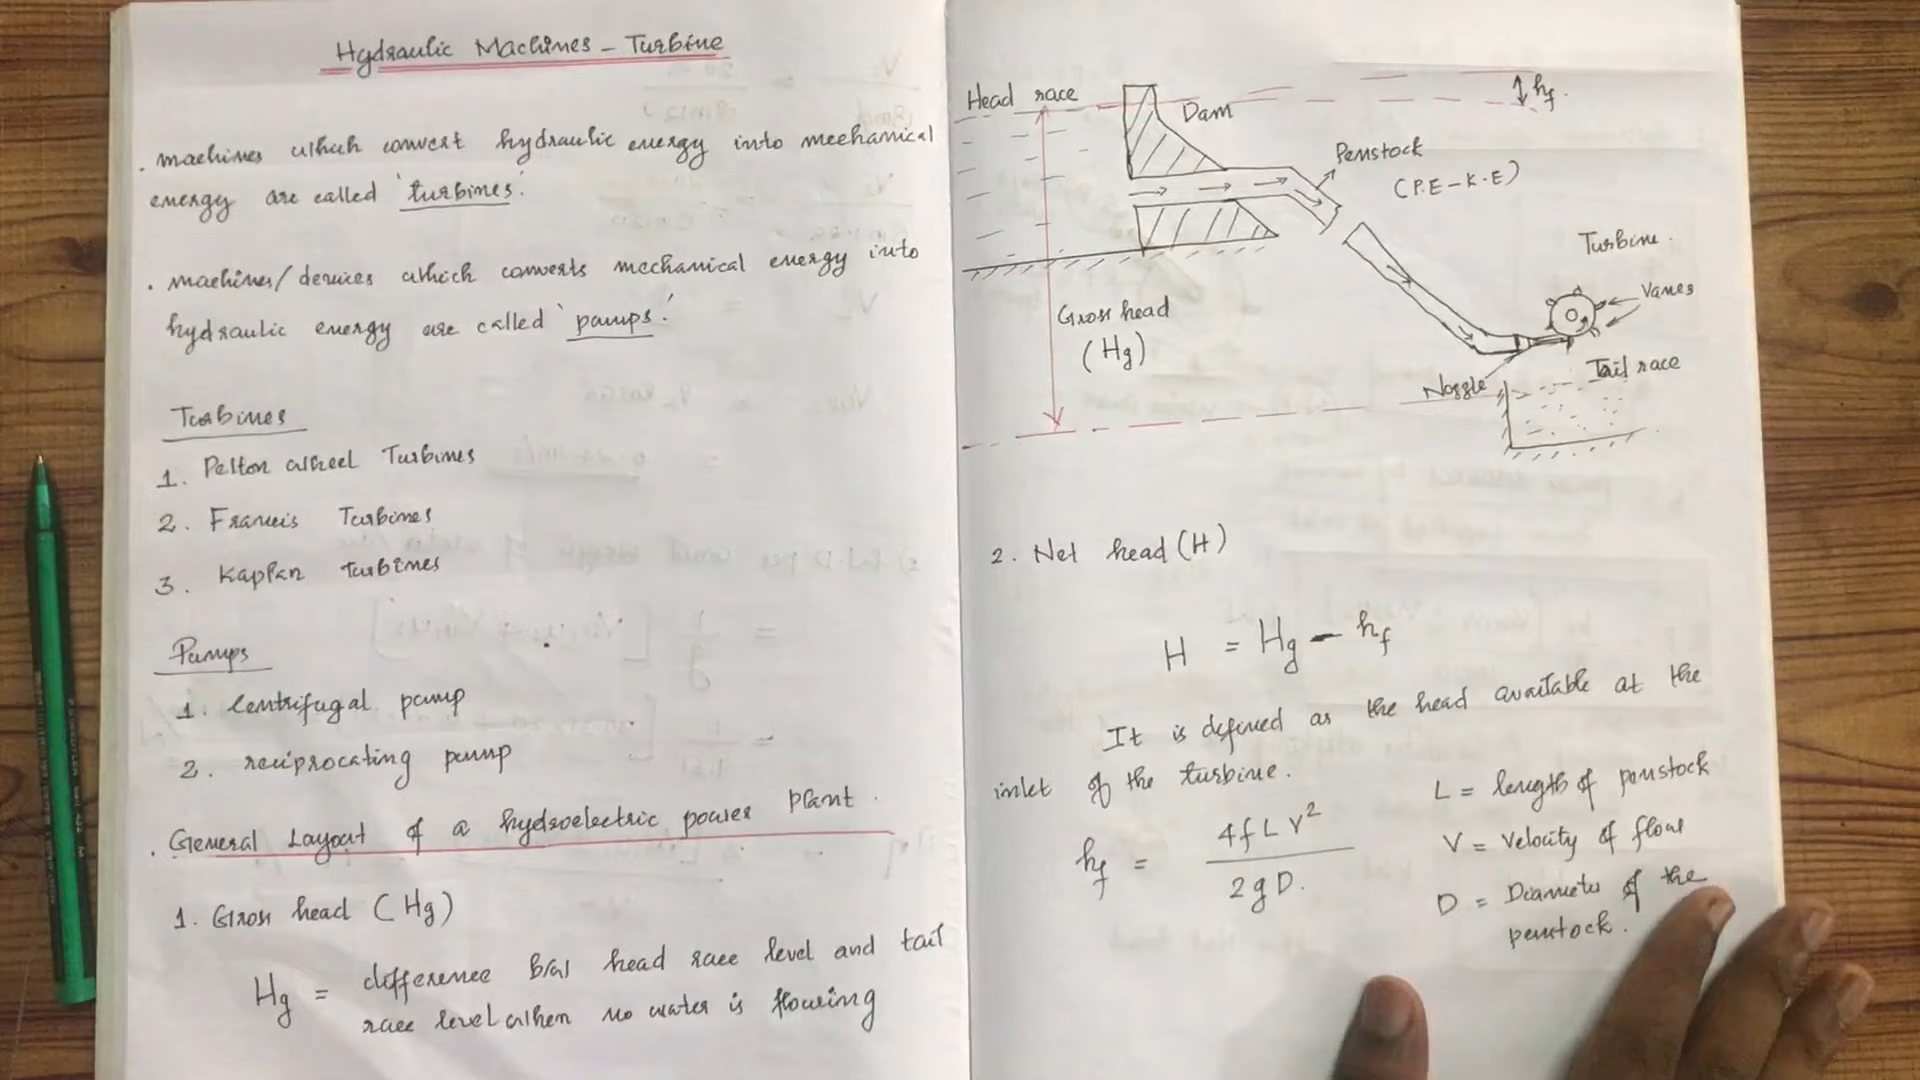 Hydraulic Machines - Turbine
. machines which convert hydraulic energy into mechanical
energy are called 'turbines'.
. machines/devices which converts mechanical energy into
hydraulic energy are called 'pumps'.
Turbines
1. Pelton wheel Turbines
2. Francis Turbines
3. Kaplan turbines
Pumps
1. Centrifugal pump
2. reciprocating pump
. General Layout of a hydroelectric power plant.
1. Gross head (Hg)
Hg = difference b/w head race level and tail
race level when no water is flowing
Head race
Dam
hf.
Penstock
(P.E-K.E)
Turbine.
Vanes
Gross head
(Hg)
Tail race
Nozzle
2. Net head (H)
H = Hg - hf
It is defined as the head available at the
inlet of the turbine.
hf = 4fLV² / 2gD.
L = length of penstock
V = Velocity of flow
D = Diameter of the
penstock.